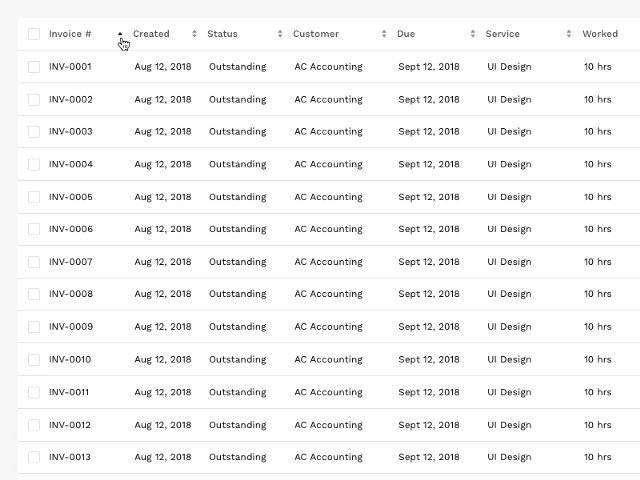 Invoice # Created Status Customer Due Service Worked
INV-0001 Aug 12, 2018 Outstanding AC Accounting Sept 12, 2018 UI Design 10 hrs
INV-0002 Aug 12, 2018 Outstanding AC Accounting Sept 12, 2018 UI Design 10 hrs
INV-0003 Aug 12, 2018 Outstanding AC Accounting Sept 12, 2018 UI Design 10 hrs
INV-0004 Aug 12, 2018 Outstanding AC Accounting Sept 12, 2018 UI Design 10 hrs
INV-0005 Aug 12, 2018 Outstanding AC Accounting Sept 12, 2018 UI Design 10 hrs
INV-0006 Aug 12, 2018 Outstanding AC Accounting Sept 12, 2018 UI Design 10 hrs
INV-0007 Aug 12, 2018 Outstanding AC Accounting Sept 12, 2018 UI Design 10 hrs
INV-0008 Aug 12, 2018 Outstanding AC Accounting Sept 12, 2018 UI Design 10 hrs
INV-0009 Aug 12, 2018 Outstanding AC Accounting Sept 12, 2018 UI Design 10 hrs
INV-0010 Aug 12, 2018 Outstanding AC Accounting Sept 12, 2018 UI Design 10 hrs
INV-0011 Aug 12, 2018 Outstanding AC Accounting Sept 12, 2018 UI Design 10 hrs
INV-0012 Aug 12, 2018 Outstanding AC Accounting Sept 12, 2018 UI Design 10 hrs
INV-0013 Aug 12, 2018 Outstanding AC Accounting Sept 12, 2018 UI Design 10 hrs